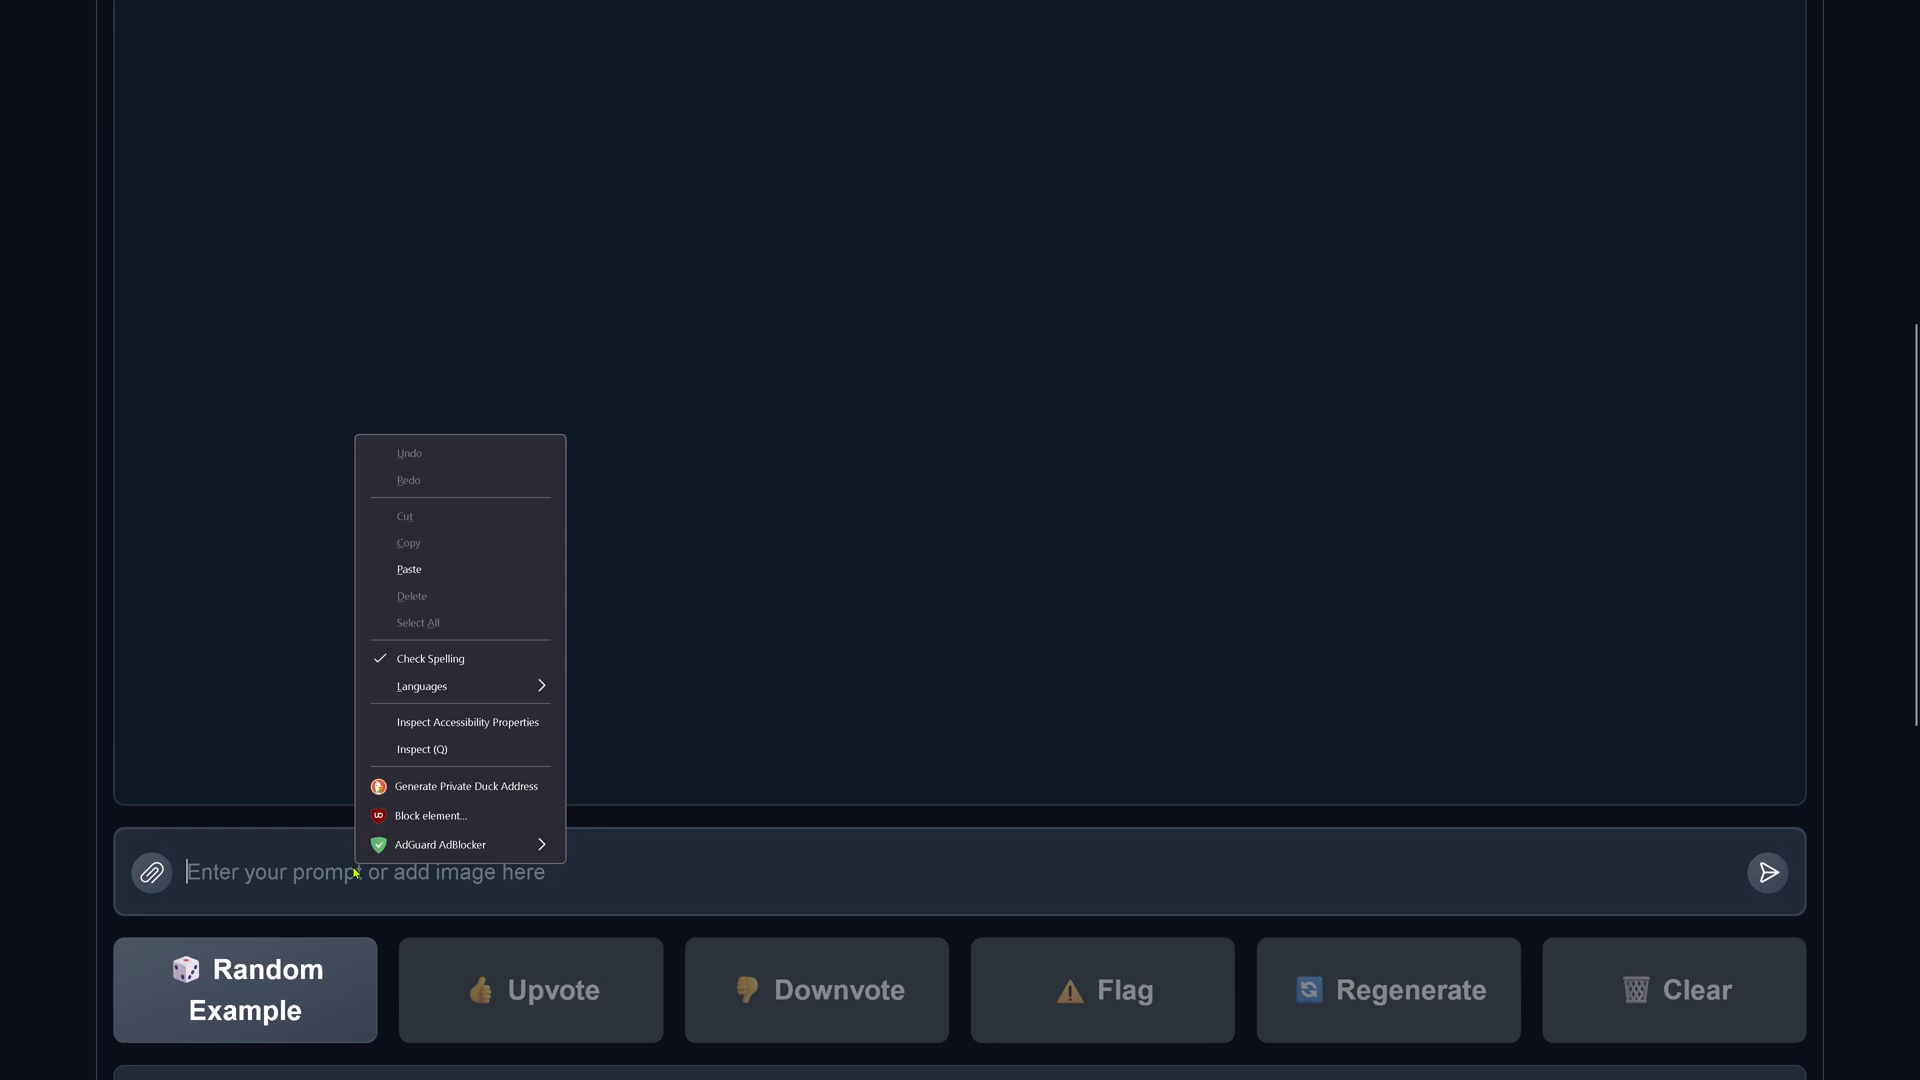 Undo
Redo
Cut
Copy
Paste
Delete
Select All
Check Spelling
Languages
Inspect Accessibility Properties
Inspect (Q)
Generate Private Duck Address
Block element...
AdGuard AdBlocker
Enter your prompt or add image here
Random
Example
Upvote
Downvote
Flag
Regenerate
Clear